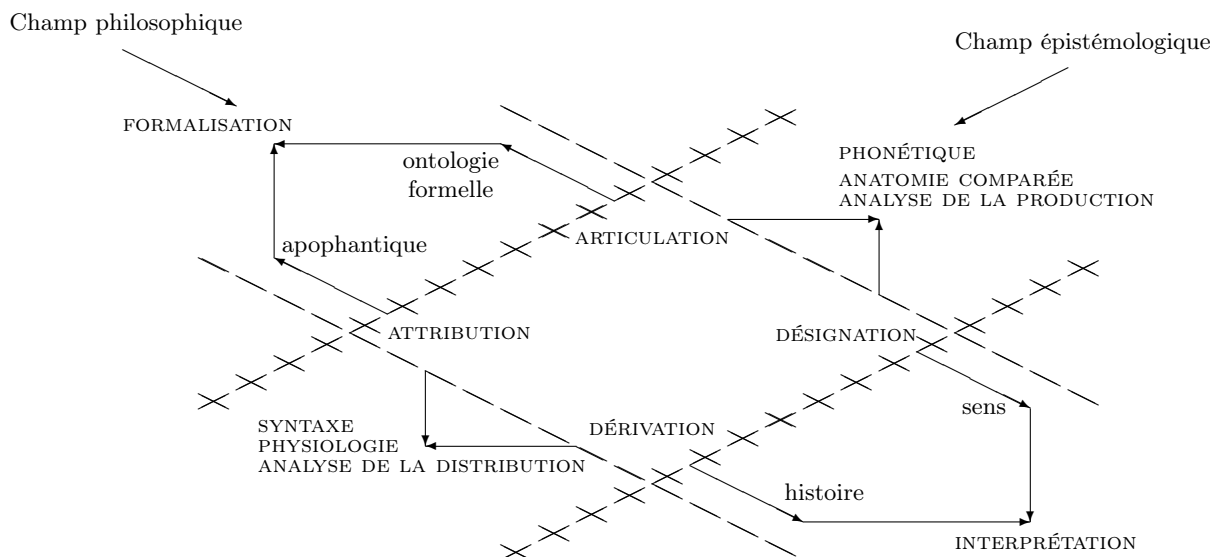 Champ philosophique
Champ épistémologique
FORMALISATION
ontologie
formelle
PHONÉTIQUE
ANATOMIE COMPARÉE
ANALYSE DE LA PRODUCTION
ARTICULATION
apophantique
ATTRIBUTION
DÉSIGNATION
sens
SYNTAXE
PHYSIOLOGIE
ANALYSE DE LA DISTRIBUTION
DÉRIVATION
histoire
INTERPRÉTATION